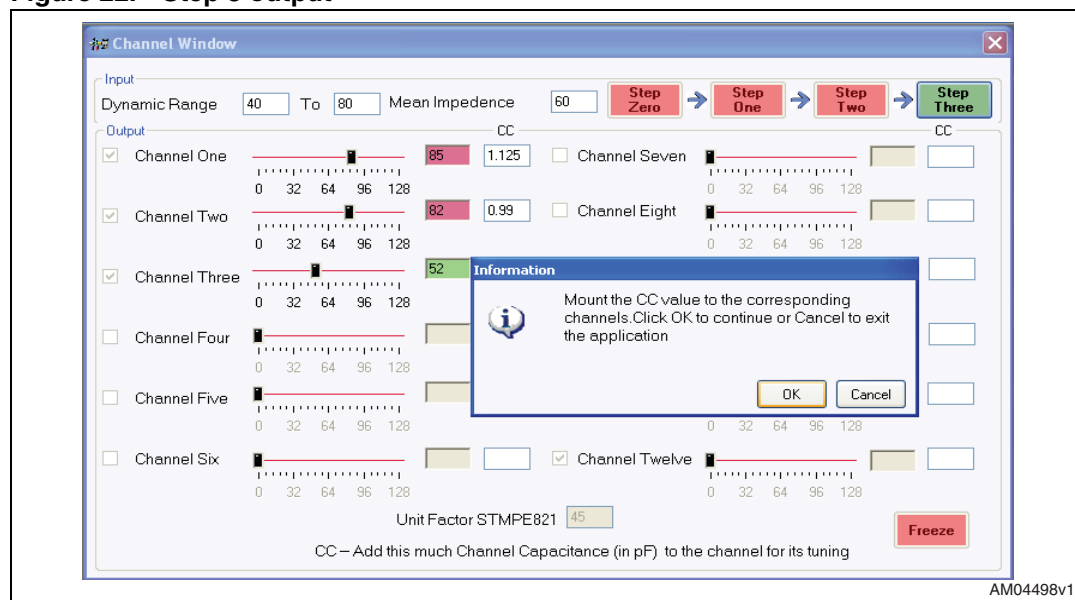 Figure 22. Step 3 output
Channel Window
Input
Dynamic Range 40 To 80 Mean Impedence 60 Step Zero Step One Step Two Step Three
Output CC CC
Channel One 85 1.125 Channel Seven
0 32 64 96 128 0 32 64 96 128
Channel Two 82 0.99 Channel Eight
0 32 64 96 128 0 32 64 96 128
Channel Three 52
0 32 64 96 128
Information
Mount the CC value to the corresponding
channels.Click OK to continue or Cancel to exit
the application
OK Cancel
Channel Four
0 32 64 96 128
Channel Five
0 32 64 96 128 0 32 64 96 128
Channel Six Channel Twelve
0 32 64 96 128 0 32 64 96 128
Unit Factor STMPE821 45
Freeze
CC – Add this much Channel Capacitance (in pF) to the channel for its tuning
AM04498v1